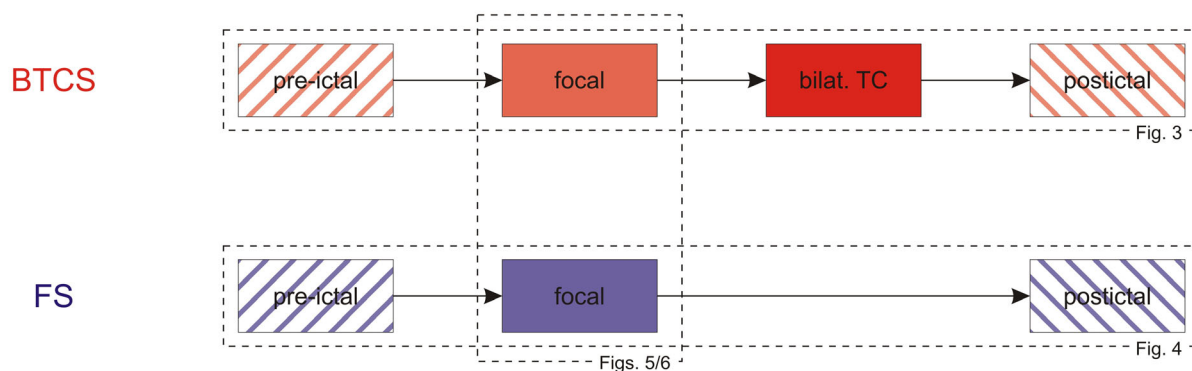 BTCS
pre-ictal
focal
bilat. TC
postictal
Fig. 3
FS
pre-ictal
focal
postictal
Figs. 5/6
Fig. 4